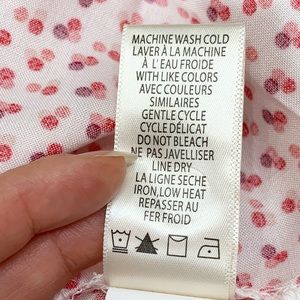 MACHINE WASH COLD
LAVER À LA MACHINE
À L' EAU FROIDE
WITH LIKE COLORS
AVEC COULEURS
SIMILAIRES
GENTLE CYCLE
CYCLE DÉLICAT
DO NOT BLEACH
NE PAS JAVELLISER
LINE DRY
LA LIGNE SECHE
IRON,LOW HEAT
REPASSER AU
FER FROID